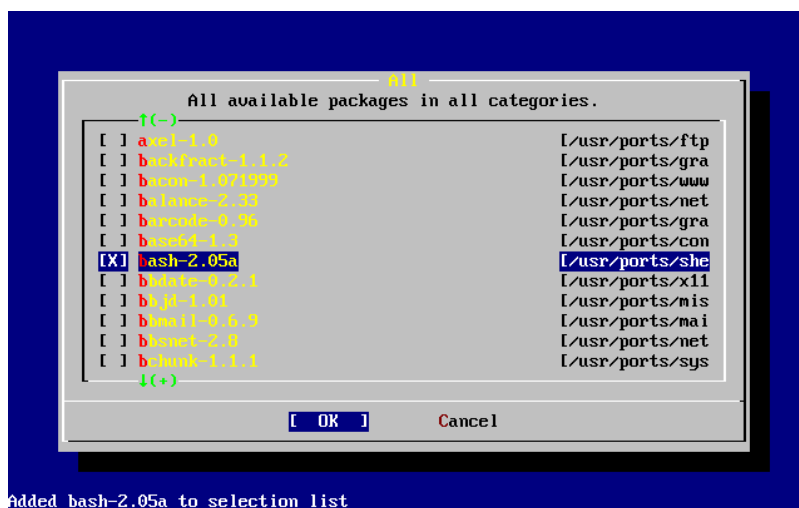 All
All available packages in all categories.
↑(-)
[ ] axel-1.0 [/usr/ports/ftp
[ ] backfract-1.1.2 [/usr/ports/gra
[ ] bacon-1.071999 [/usr/ports/www
[ ] balance-2.33 [/usr/ports/net
[ ] barcode-0.96 [/usr/ports/gra
[ ] base64-1.3 [/usr/ports/con
[X] bash-2.05a [/usr/ports/she
[ ] bbdate-0.2.1 [/usr/ports/x11
[ ] bbjd-1.01 [/usr/ports/mis
[ ] bbmail-0.6.9 [/usr/ports/mai
[ ] bbsnet-2.8 [/usr/ports/net
[ ] bchunk-1.1.1 [/usr/ports/sys
↓(+)
[ OK ] Cancel
Added bash-2.05a to selection list